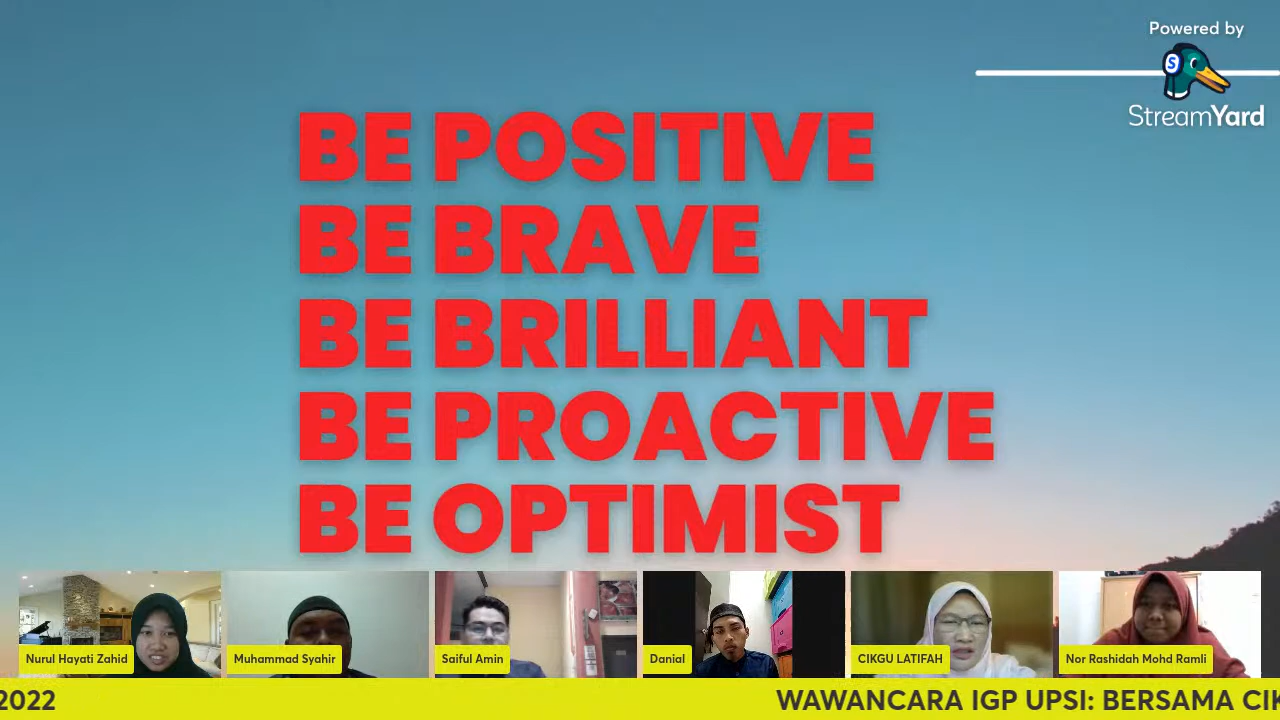 Powered by
S
StreamYard
BE POSITIVE
BE BRAVE
BE BRILLIANT
BE PROACTIVE
BE OPTIMIST
Nurul Hayati Zahid
Muhammad Syahir
Saiful Amin
Danial
CIKGU LATIFAH
Nor Rashidah Mohd Ramli
2022
WAWANCARA IGP UPSI: BERSAMA CIK